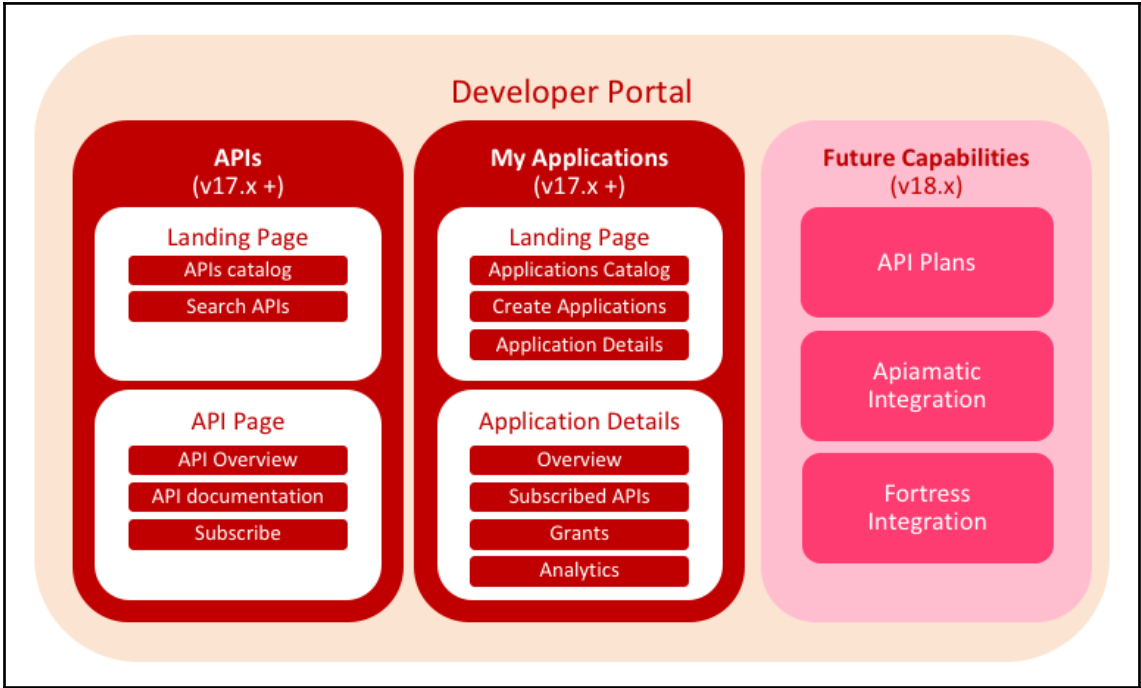 Developer Portal
APIs
(v17.x +)
Landing Page
APIs catalog
Search APIs
API Page
API Overview
API documentation
Subscribe
My Applications
(v17.x +)
Landing Page
Applications Catalog
Create Applications
Application Details
Application Details
Overview
Subscribed APIs
Grants
Analytics
Future Capabilities
(v18.x)
API Plans
Apiamatic
Integration
Fortress
Integration